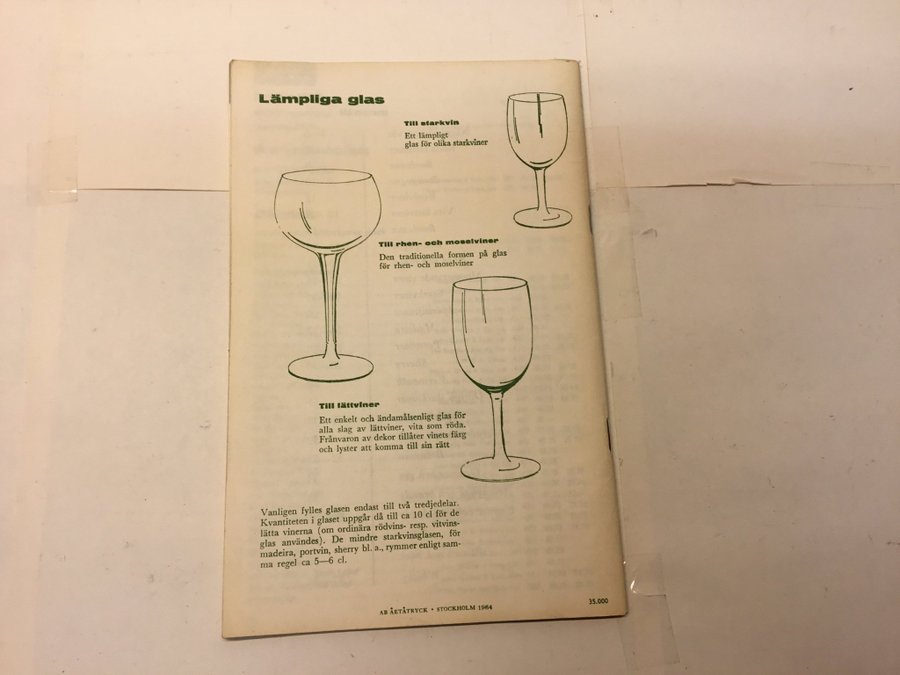 Lämpliga glas
Till starkvin
Ett lämpligt
glas för olika starkviner
Till rhen- och moselviner
Den traditionella formen på glas
för rhen- och moselviner
Till lättviner
Ett enkelt och ändamålsenligt glas för
alla slag av lättviner, vita som röda.
Frånvaron av dekor tillåter vinets färg
och lyster att komma till sin rätt
Vanligen fylles glasen endast till två tredjedelar.
Kvantiteten i glaset uppgår då till ca 10 cl för de
lätta vinerna (om ordinära rödvins- resp. vitvins-
glas användes). De mindre starkvinsglasen, för
madeira, portvin, sherry bl. a., rymmer enligt sam-
ma regel ca 5—6 cl.
AB ÅETÅTRYCK • STOCKHOLM 1964
35.000